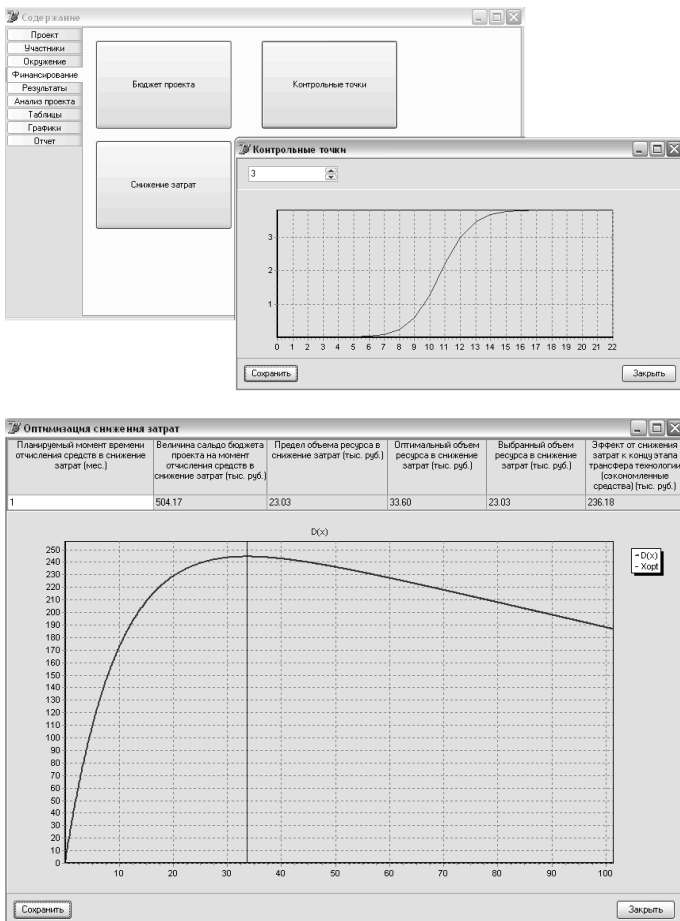 Содержание
Проект
Участники
Окружение
Финансирование
Результаты
Анализ проекта
Таблицы
Графики
Отчет
Бюджет проекта
Контрольные точки
Снижение затрат
Контрольные точки
3
3
2
1
0 1 2 3 4 5 6 7 8 9 10 11 12 13 14 15 16 17 18 19 20 21 22
Сохранить
Закрыть
Оптимизация снижения затрат
Планируемый момент времени
отчисления средств в снижение
затрат (мес.)
Величина сальдо бюджета
проекта на момент
отчисления средств в
снижение затрат (тыс. руб.)
Предел объема ресурса в
снижение затрат (тыс. руб.)
Оптимальный объем
ресурса в снижение
затрат (тыс. руб.)
Выбранный объем
ресурса в снижение
затрат (тыс. руб.)
Эффект от снижения
затрат к концу этапа
трансфера технологии
(сэкономленные
средства) (тыс. руб.)
1 504.17 23.03 33.60 23.03 236.18
D(x)
250
240
230
220
210
200
190
180
170
160
150
140
130
120
110
100
90
80
70
60
50
40
30
20
10
0
10 20 30 40 50 60 70 80 90 100
D(x)
Xopt
Сохранить
Закрыть